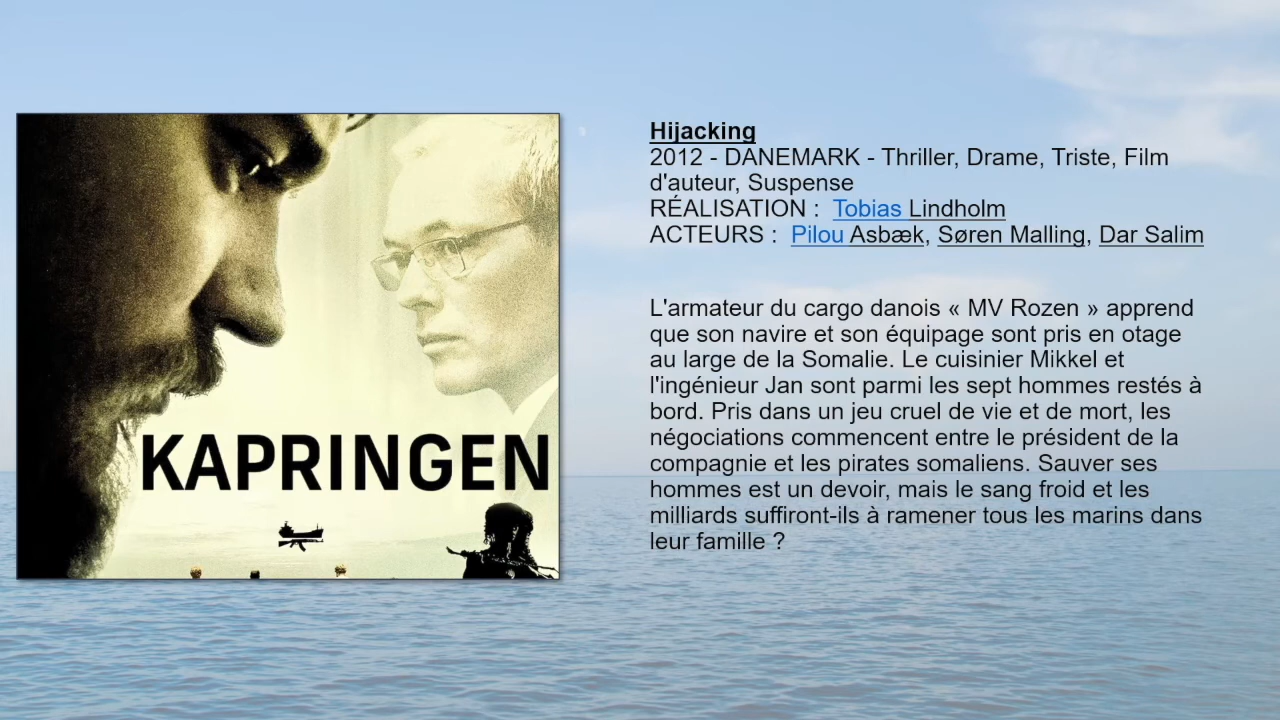 KAPRINGEN
Hijacking
2012 - DANEMARK - Thriller, Drame, Triste, Film
d'auteur, Suspense
RÉALISATION : Tobias Lindholm
ACTEURS : Pilou Asbæk, Søren Malling, Dar Salim
L'armateur du cargo danois « MV Rozen » apprend
que son navire et son équipage sont pris en otage
au large de la Somalie. Le cuisinier Mikkel et
l'ingénieur Jan sont parmi les sept hommes restés à
bord. Pris dans un jeu cruel de vie et de mort, les
négociations commencent entre le président de la
compagnie et les pirates somaliens. Sauver ses
hommes est un devoir, mais le sang froid et les
milliards suffiront-ils à ramener tous les marins dans
leur famille ?